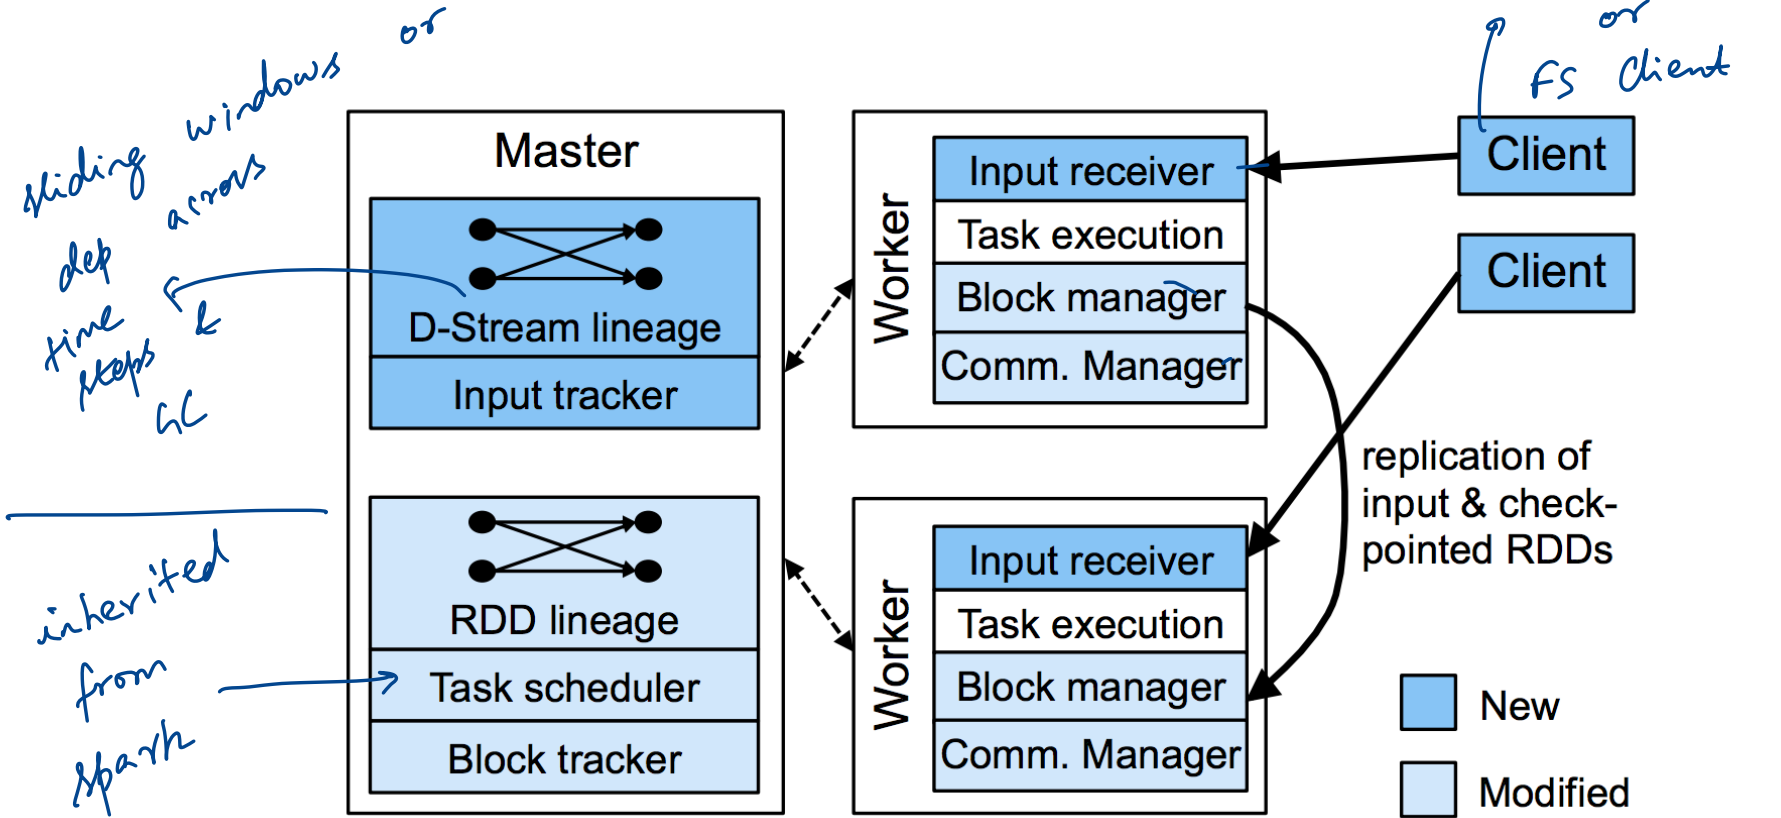 sliding windows or
dep across
time
steps &
GC
inherited
from
spark
Master
D-Stream lineage
Input tracker
RDD lineage
Task scheduler
Block tracker
Worker
Input receiver
Task execution
Block manager
Comm. Manager
Worker
Input receiver
Task execution
Block manager
Comm. Manager
or
FS Client
Client
Client
replication of
input & check-
pointed RDDs
New
Modified